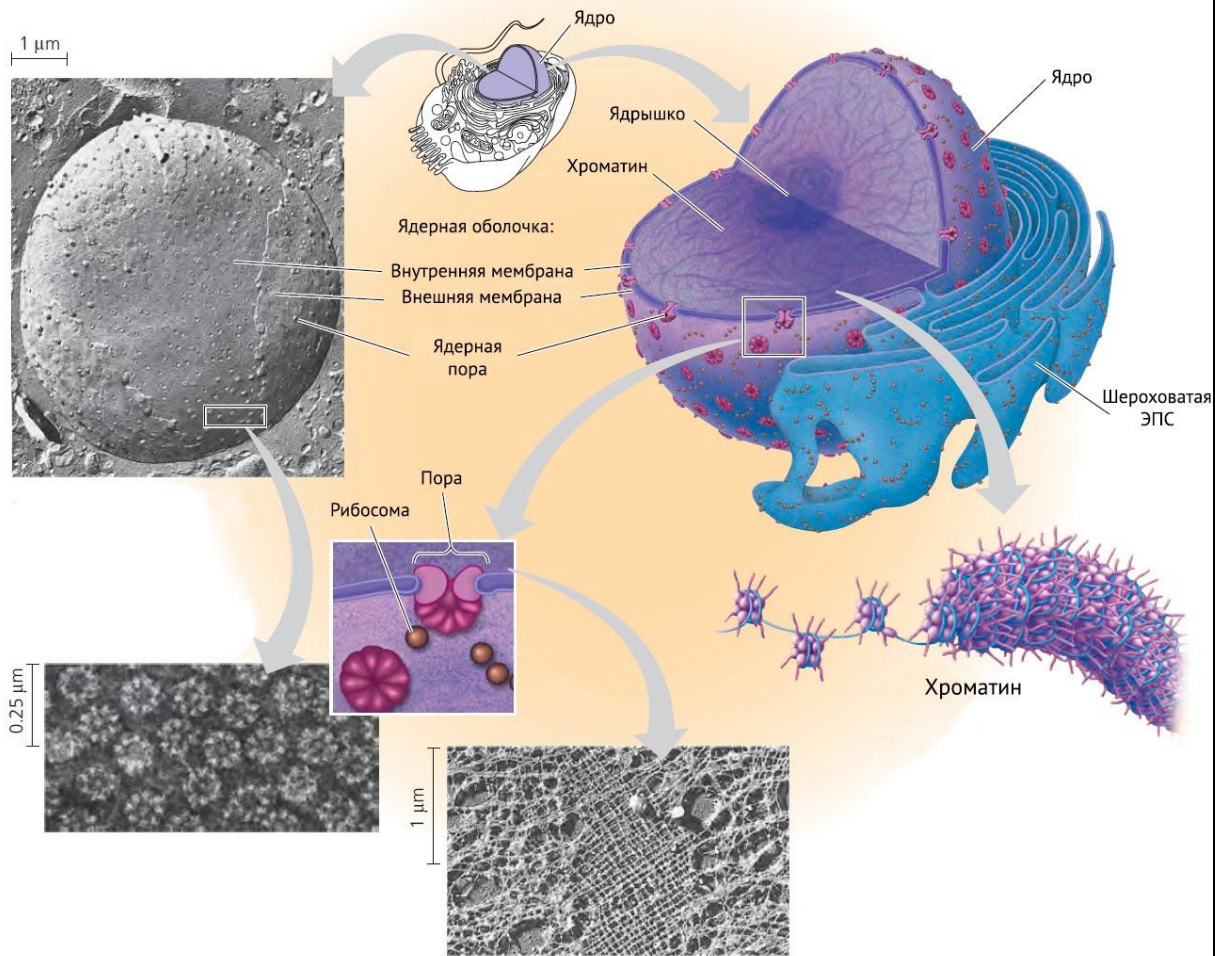 Ядро
1 μm
Ядро
Ядрышко
Хроматин
Ядерная оболочка:
Внутренняя мембрана
Внешняя мембрана
Ядерная
пора
Шероховатая
ЭПС
Пора
Рибосома
Хроматин
0.25 μm
1 μm